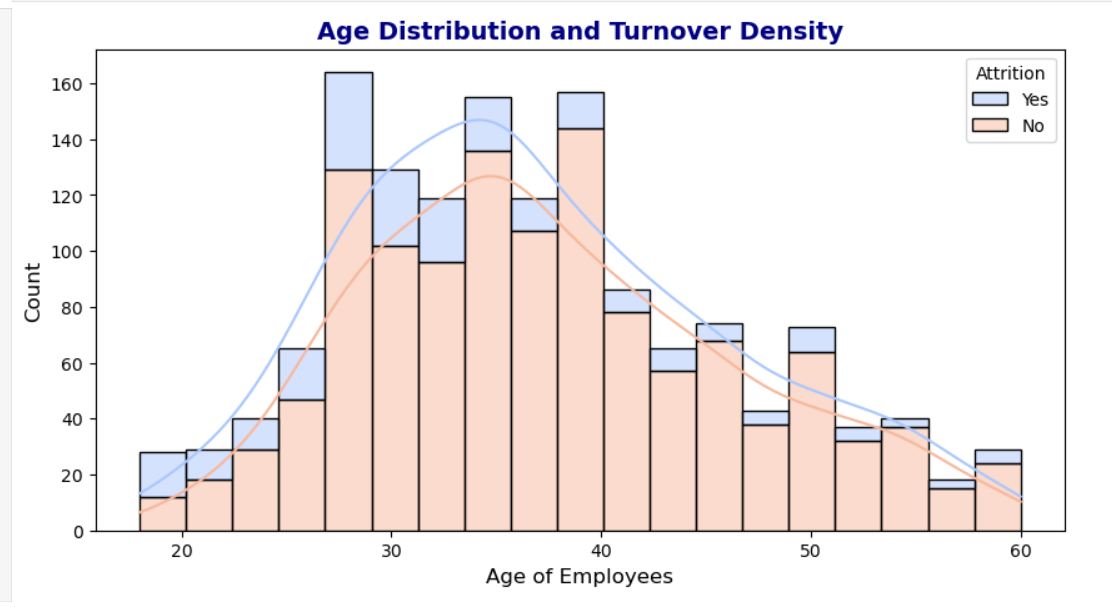 Age Distribution and Turnover Density
160
140
120
100
80
60
40
20
0
Count
Attrition
Yes
No
20 30 40 50 60
Age of Employees